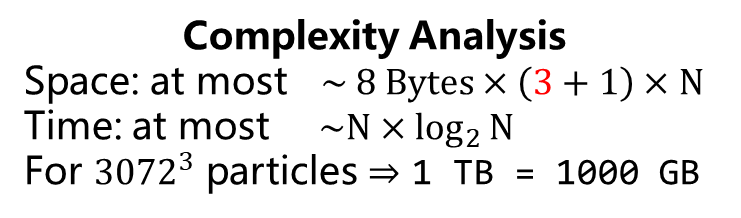 Complexity Analysis
Space: at most ~ 8 Bytes × (3 + 1) × N
Time: at most ~N × log₂ N
For 3072³ particles ⇒ 1 TB = 1000 GB